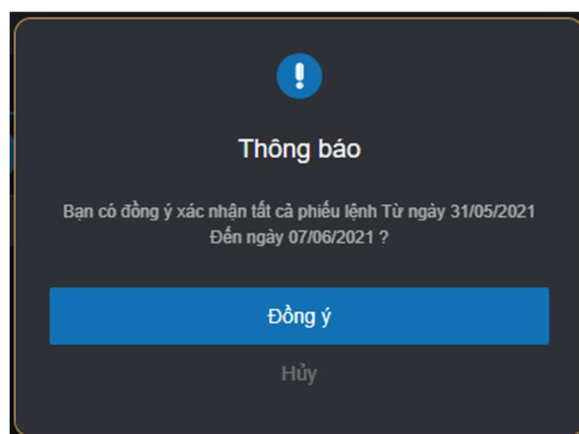 Thông báo
Bạn có đồng ý xác nhận tất cả phiếu lệnh Từ ngày 31/05/2021
Đến ngày 07/06/2021 ?
Đồng ý
Hủy